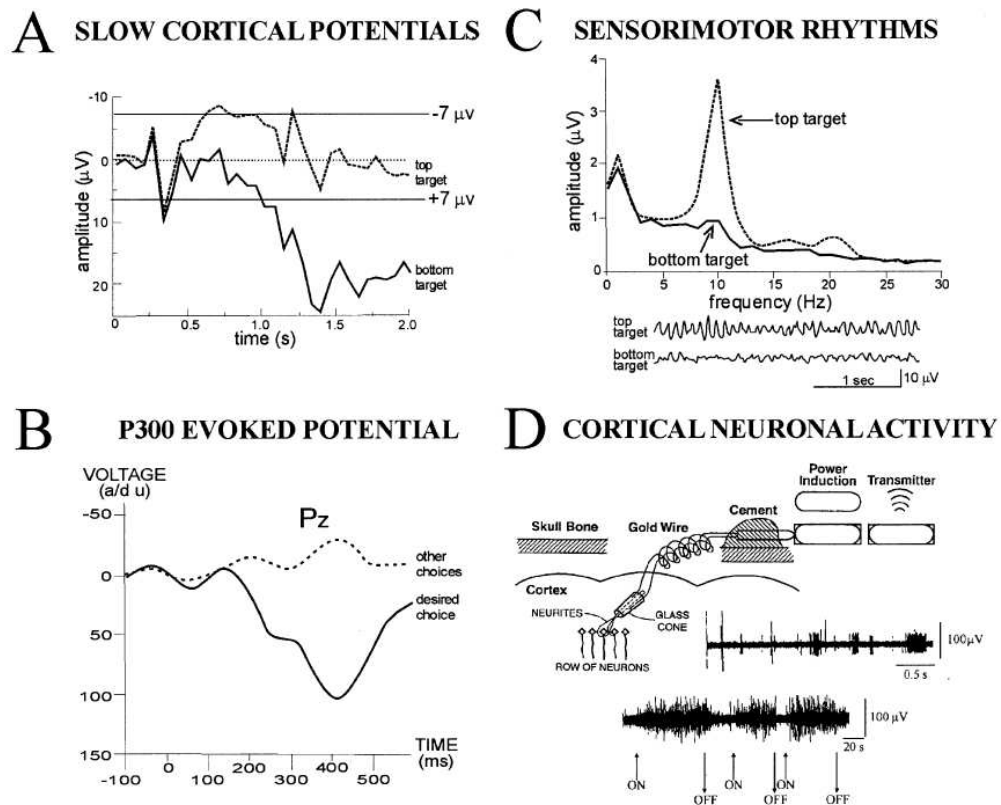 A SLOW CORTICAL POTENTIALS
-10
-7 μv
amplitude (μV)
0
top
target
+7 μv
10
bottom
target
20
0
0.5
1.0
1.5
2.0
time (s)
C SENSORIMOTOR RHYTHMS
4
3
2
1
0
amplitude (μV)
top target
bottom target
0 5 10 15 20 25 30
frequency (Hz)
top
target
bottom
target
1 sec
10 μV
B P300 EVOKED POTENTIAL
VOLTAGE
(a/d u)
-50
Pz
0
other
choices
desired
choice
50
100
150
TIME
(ms)
-100 0 100 200 300 400 500
D CORTICAL NEURONAL ACTIVITY
Power
Induction
Transmitter
Cement
Skull Bone
Gold Wire
Cortex
NEURITES
GLASS
CONE
ROW OF NEURONS
100μV
0.5 s
100 μV
20 s
ON
OFF
ON
OFF
ON
OFF